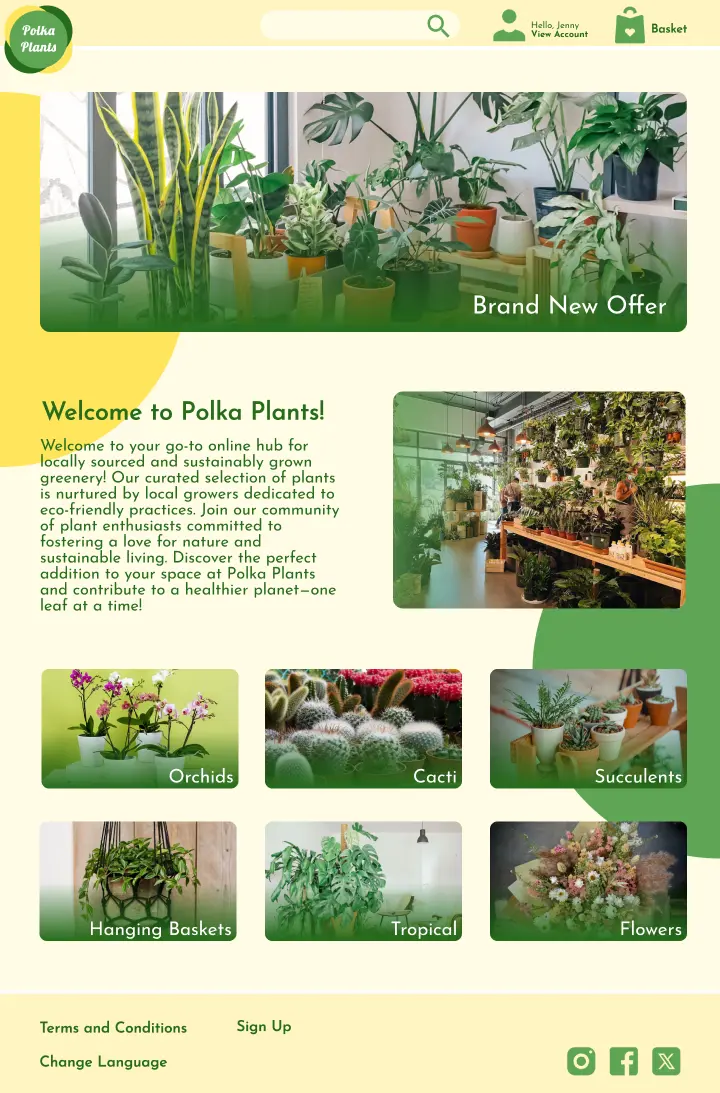 Polka
Plants
Hello, Jenny
View Account
Basket
Brand New Offer
Welcome to Polka Plants!
Welcome to your go-to online hub for
locally sourced and sustainably grown
greenery! Our curated selection of plants
is nurtured by local growers dedicated to
eco-friendly practices. Join our community
of plant enthusiasts committed to
fostering a love for nature and
sustainable living. Discover the perfect
addition to your space at Polka Plants
and contribute to a healthier planet—one
leaf at a time!
Orchids
Cacti
Succulents
Hanging Baskets
Tropical
Flowers
Terms and Conditions
Sign Up
Change Language